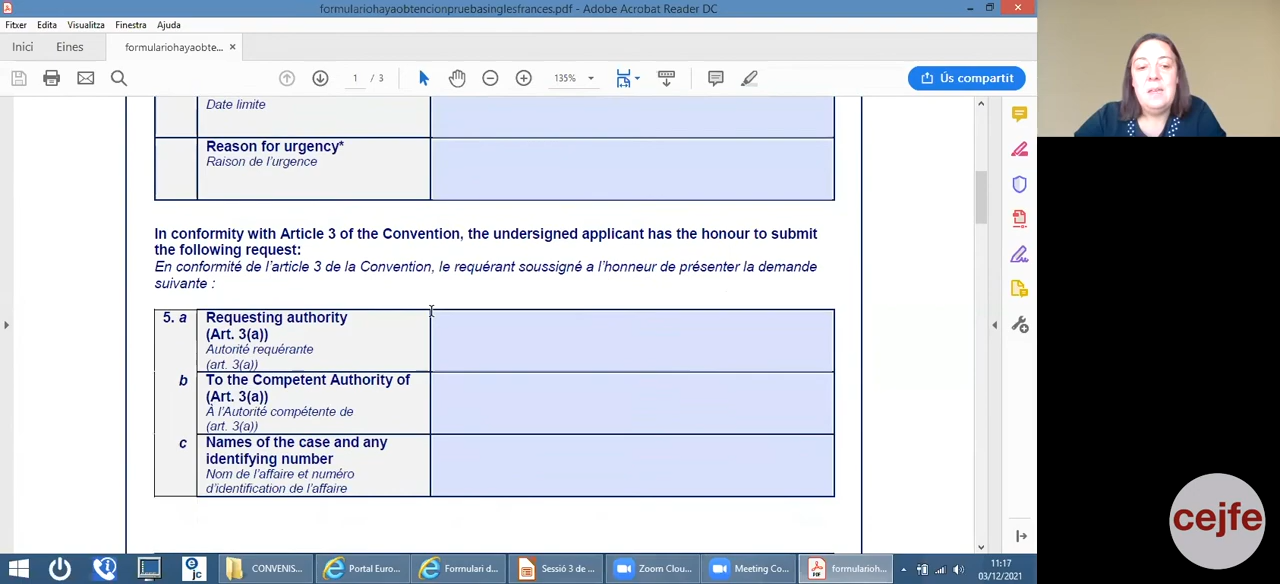 formulariohayaobtencionpruebasinglesfrances.pdf - Adobe Acrobat Reader DC
Fitxer Edita Visualitza Finestra Ajuda
Inici Eines formulariohayaobte... ×
1 / 3 135% Ús compartit
Date limite
Reason for urgency*
Raison de l'urgence
In conformity with Article 3 of the Convention, the undersigned applicant has the honour to submit
the following request:
En conformité de l'article 3 de la Convention, le requérant soussigné a l'honneur de présenter la demande
suivante :
5. a Requesting authority
(Art. 3(a))
Autorité requérante
(art. 3(a))
b To the Competent Authority of
(Art. 3(a))
À l'Autorité compétente de
(art. 3(a))
c Names of the case and any
identifying number
Nom de l'affaire et numéro
d'identification de l'affaire
cejfe
ejc CONVENIS... Portal Euro... Formulari d... Sessió 3 de ... Zoom Clou... Meeting Co... formularioh...
11:17
03/12/2021